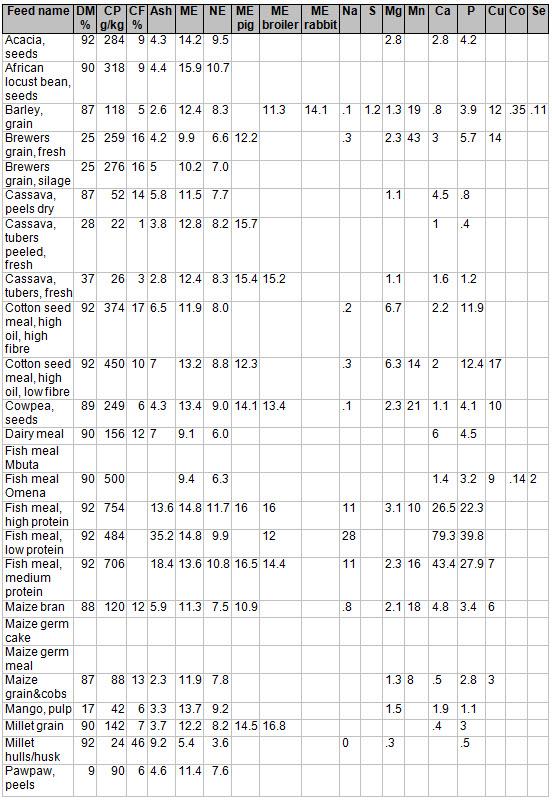 Feed name DM % CP g/kg CF % Ash ME NE ME pig ME broiler ME rabbit Na S Mg Mn Ca P Cu Co Se
Acacia, seeds 92 284 9 4.3 14.2 9.5 2.8 2.8 4.2
African locust bean, seeds 90 318 9 4.4 15.9 10.7
Barley, grain 87 118 5 2.6 12.4 8.3 11.3 14.1 .1 1.2 1.3 19 .8 3.9 12 .35 .11
Brewers grain, fresh 25 259 16 4.2 9.9 6.6 12.2 .3 2.3 43 3 5.7 14
Brewers grain, silage 25 276 16 5 10.2 7.0
Cassava, peels dry 87 52 14 5.8 11.5 7.7 1.1 4.5 .8
Cassava, tubers peeled, fresh 28 22 1 3.8 12.8 8.2 15.7 1 .4
Cassava, tubers, fresh 37 26 3 2.8 12.4 8.3 15.4 15.2 1.1 1.6 1.2
Cotton seed meal, high oil, high fibre 92 374 17 6.5 11.9 8.0 .2 6.7 2.2 11.9
Cotton seed meal, high oil, low fibre 92 450 10 7 13.2 8.8 12.3 .3 6.3 14 2 12.4 17
Cowpea, seeds 89 249 6 4.3 13.4 9.0 14.1 13.4 .1 2.3 21 1.1 4.1 10
Dairy meal 90 156 12 7 9.1 6.0 6 4.5
Fish meal Mbuta
Fish meal Omena 90 500 9.4 6.3 1.4 3.2 9 .14 2
Fish meal, high protein 92 754 13.6 14.8 11.7 16 16 11 3.1 10 26.5 22.3
Fish meal, low protein 92 484 35.2 14.8 9.9 12 28 79.3 39.8
Fish meal, medium protein 92 706 18.4 13.6 10.8 16.5 14.4 11 2.3 16 43.4 27.9 7
Maize bran 88 120 12 5.9 11.3 7.5 10.9 .8 2.1 18 4.8 3.4 6
Maize germ cake
Maize germ meal
Maize grain&cobs 87 88 13 2.3 11.9 7.8 1.3 8 .5 2.8 3
Mango, pulp 17 42 6 3.3 13.7 9.2 1.5 1.9 1.1
Millet grain 90 142 7 3.7 12.2 8.2 14.5 16.8 .4 3
Millet hulls/husk 92 24 46 9.2 5.4 3.6 0 .3 .5
Pawpaw, peels 9 90 6 4.6 11.4 7.6